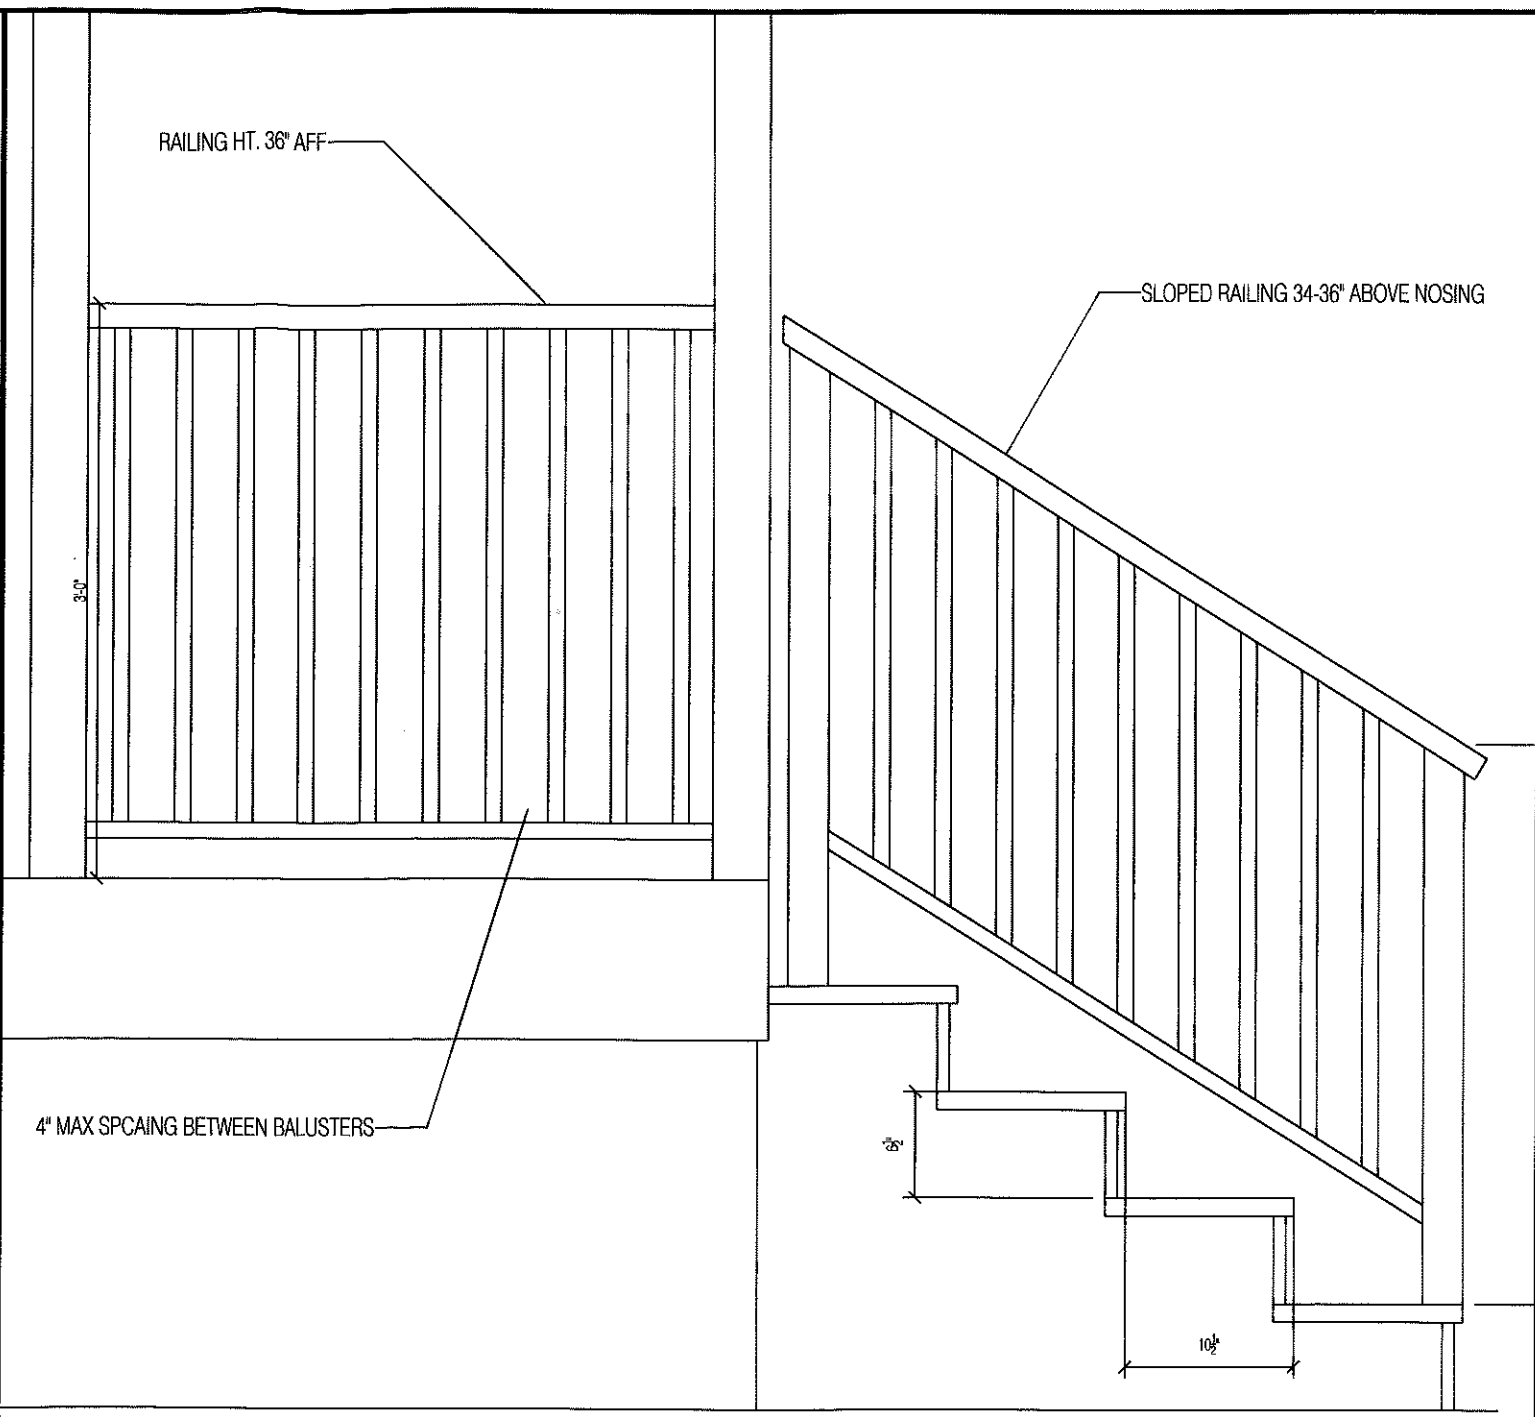 RAILING HT. 36" AFF
SLOPED RAILING 34-36" ABOVE NOSING
3'-0"
4" MAX SPCAING BETWEEN BALUSTERS
6½"
10½"